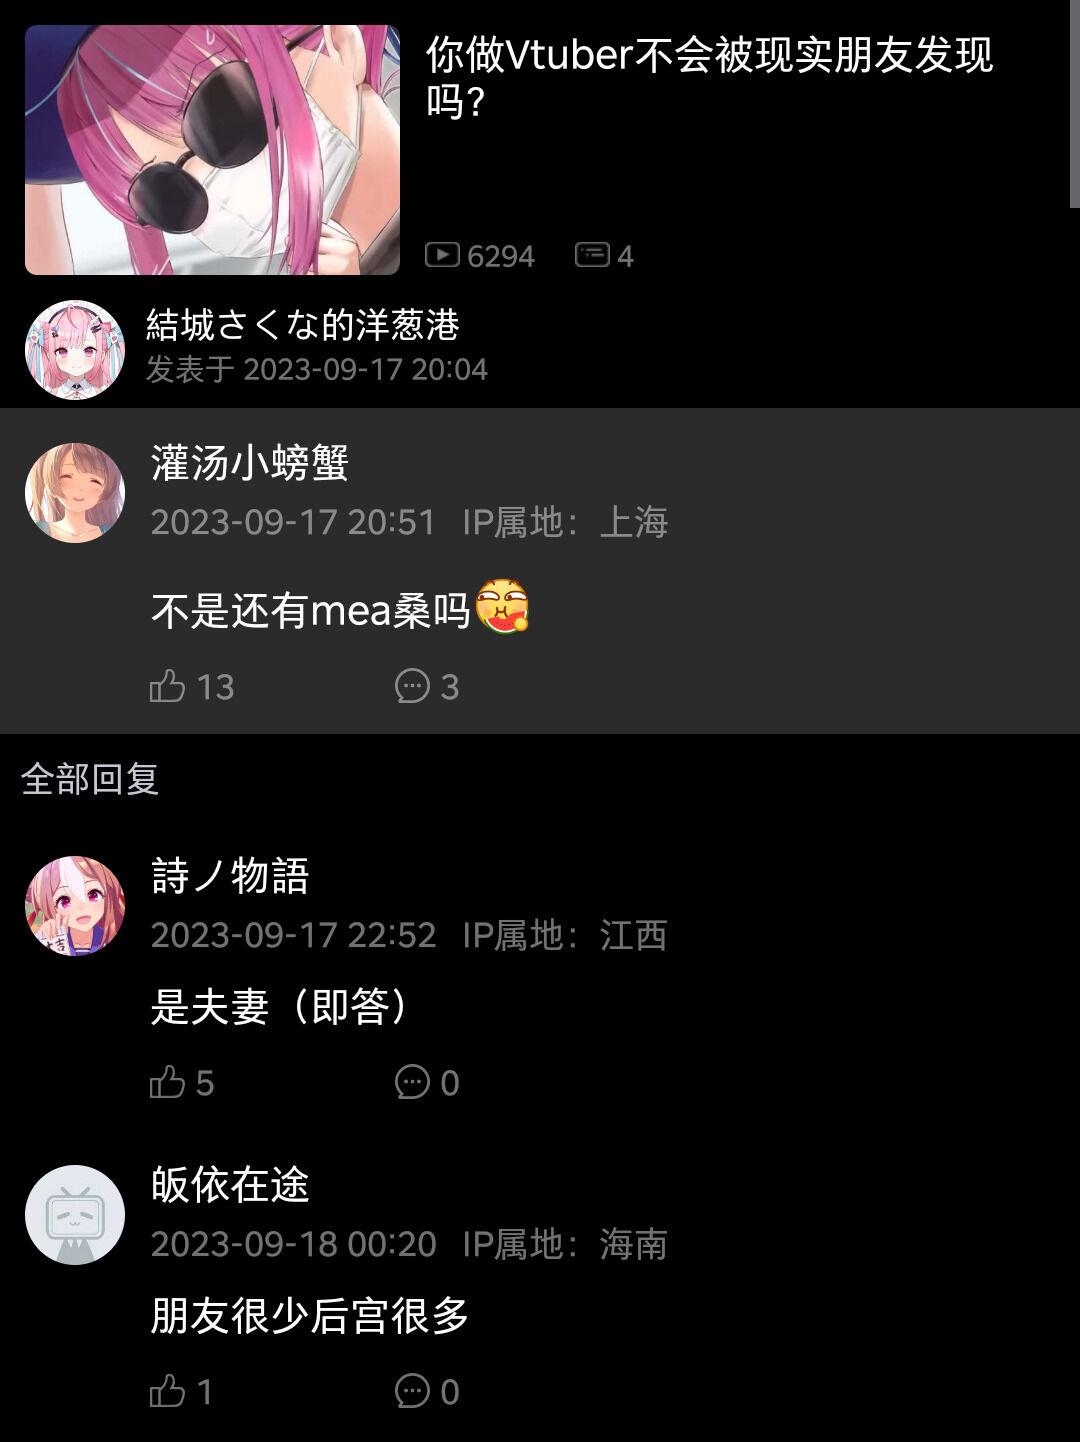 你做Vtuber不会被现实朋友发现
吗?
6294 4
結城さくな的洋葱港
发表于 2023-09-17 20:04
灌汤小螃蟹
2023-09-17 20:51 IP属地：上海
不是还有mea桑吗
13 3
全部回复
詩ノ物語
2023-09-17 22:52 IP属地：江西
是夫妻（即答）
5 0
皈依在途
2023-09-18 00:20 IP属地：海南
朋友很少后宫很多
1 0